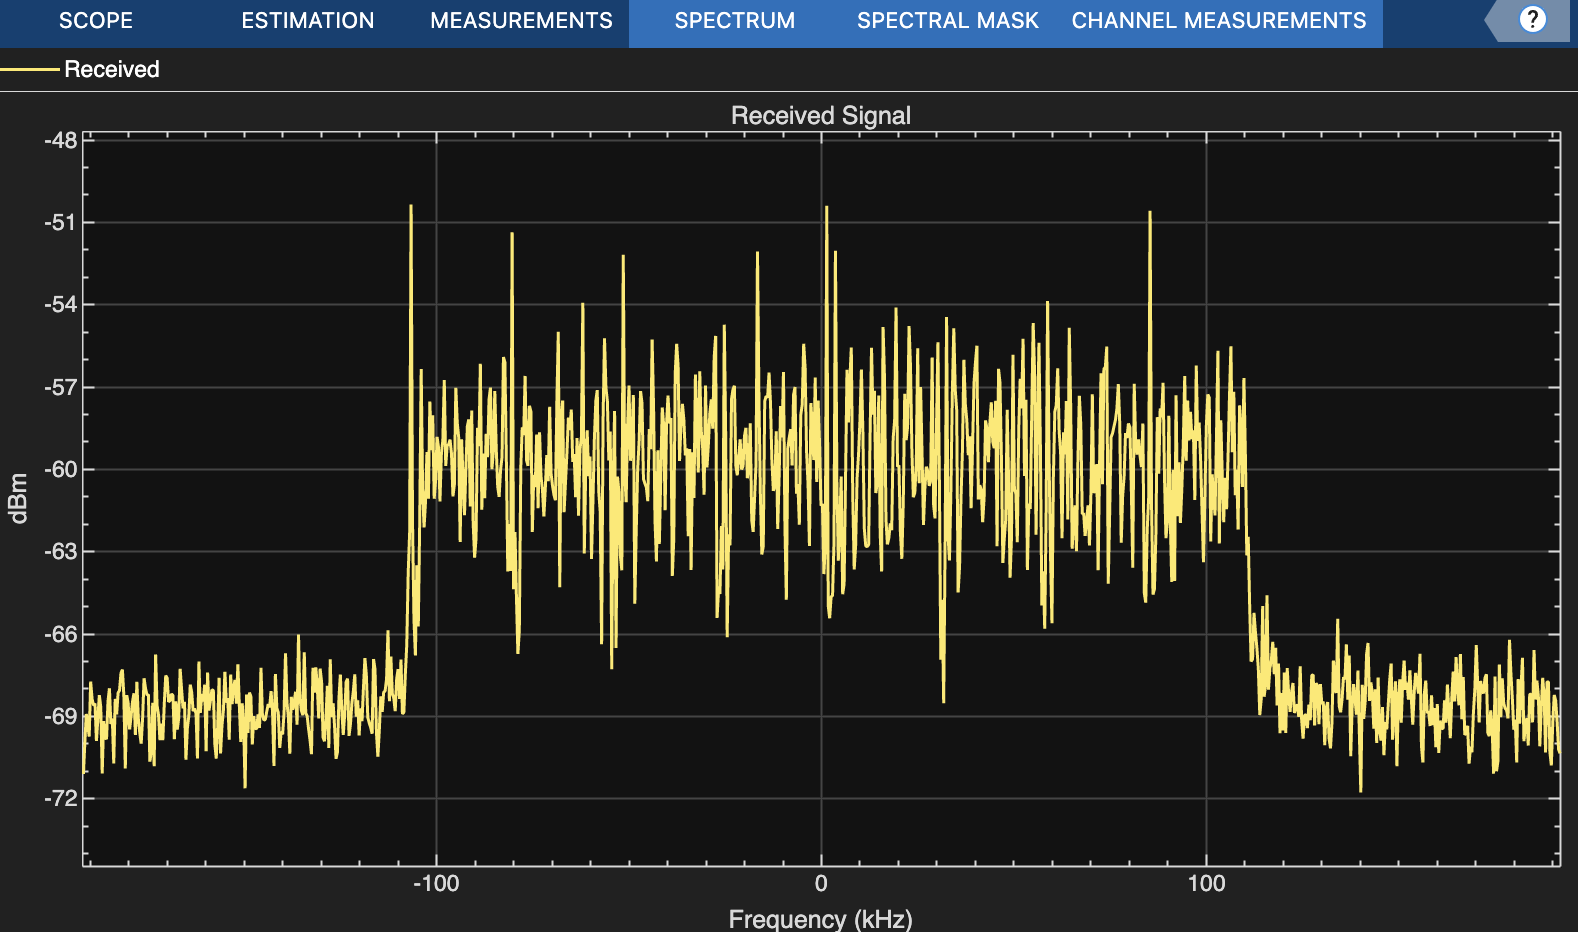 SCOPE ESTIMATION MEASUREMENTS SPECTRUM SPECTRAL MASK CHANNEL MEASUREMENTS ?
Received
Received Signal
-48
-51
-54
-57
-60
-63
-66
-69
-72
dBm
-100 0 100
Frequency (kHz)